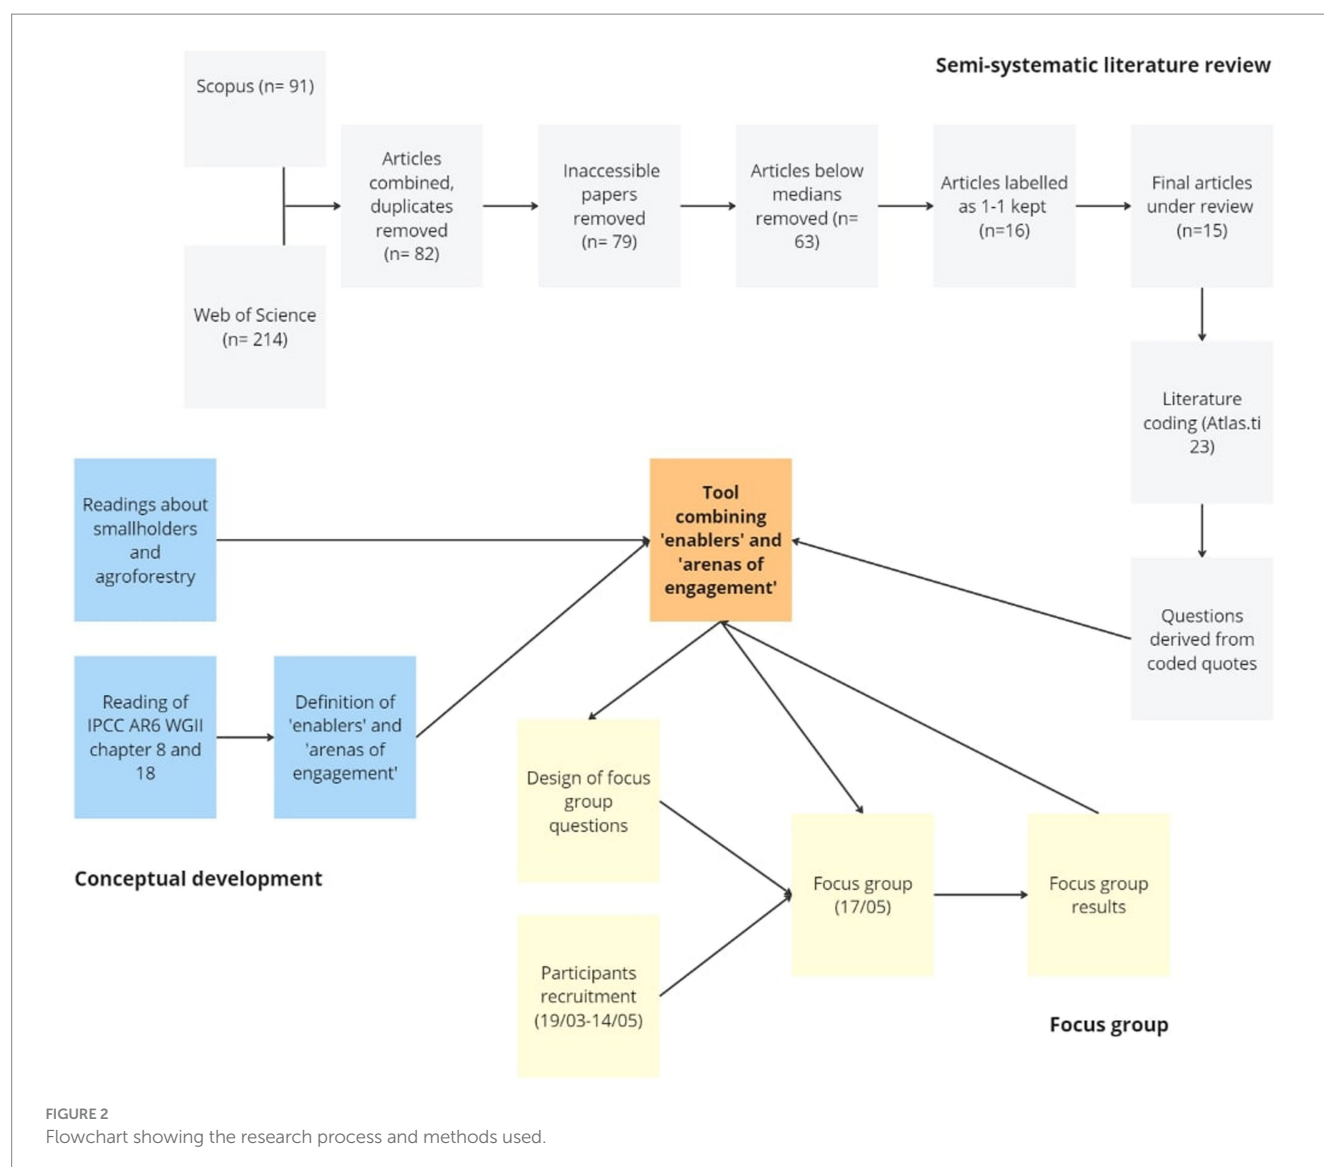 Semi-systematic literature review
Scopus (n= 91)
Web of Science
(n= 214)
Articles
combined,
duplicates
removed
(n= 82)
Inaccessible
papers
removed
(n= 79)
Articles below
medians
removed (n=
63)
Articles labelled
as 1-1 kept
(n=16)
Final articles
under review
(n=15)
Literature
coding (Atlas.ti
23)
Questions
derived from
coded quotes
Readings about
smallholders
and
agroforestry
Reading of
IPCC AR6 WGII
chapter 8 and
18
Definition of
'enablers' and
'arenas of
engagement'
Conceptual development
Tool
combining
'enablers' and
'arenas of
engagement'
Design of focus
group
questions
Participants
recruitment
(19/03-14/05)
Focus group
(17/05)
Focus group
results
Focus group
FIGURE 2
Flowchart showing the research process and methods used.